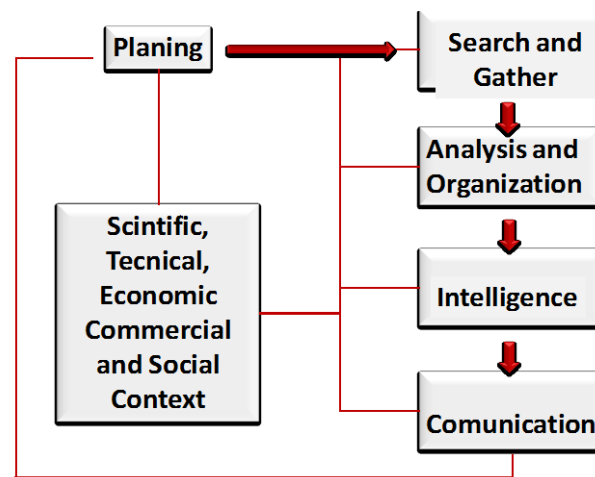 Planing
Search and
Gather
Analysis and
Organization
Scintific,
Tecnical,
Economic
Commercial
and Social
Context
Intelligence
Comunication